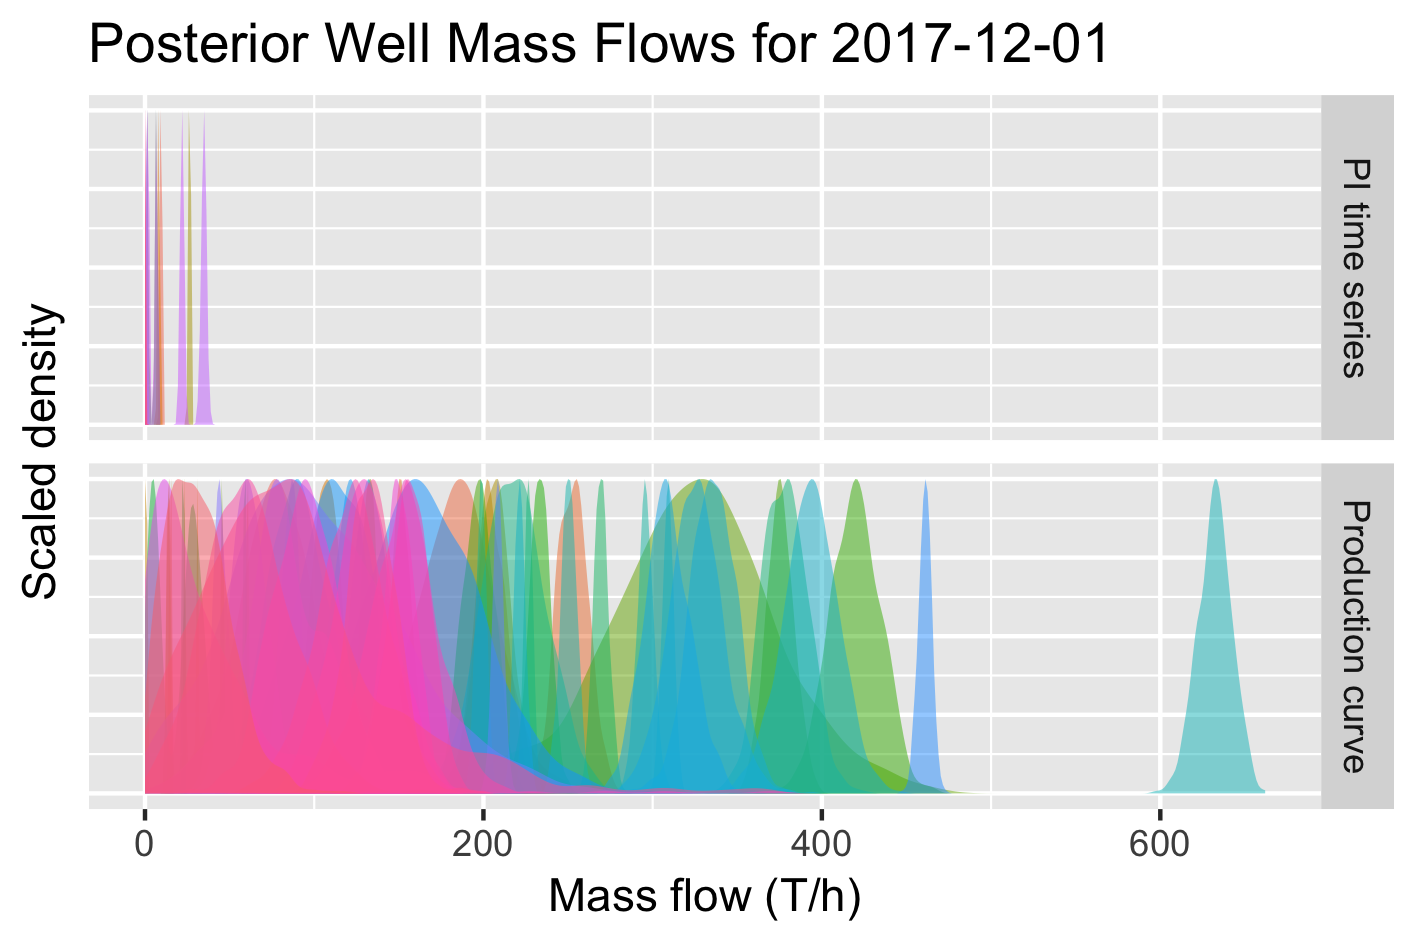 Posterior Well Mass Flows for 2017-12-01
Scaled density
PI time series
Production curve
0 200 400 600
Mass flow (T/h)